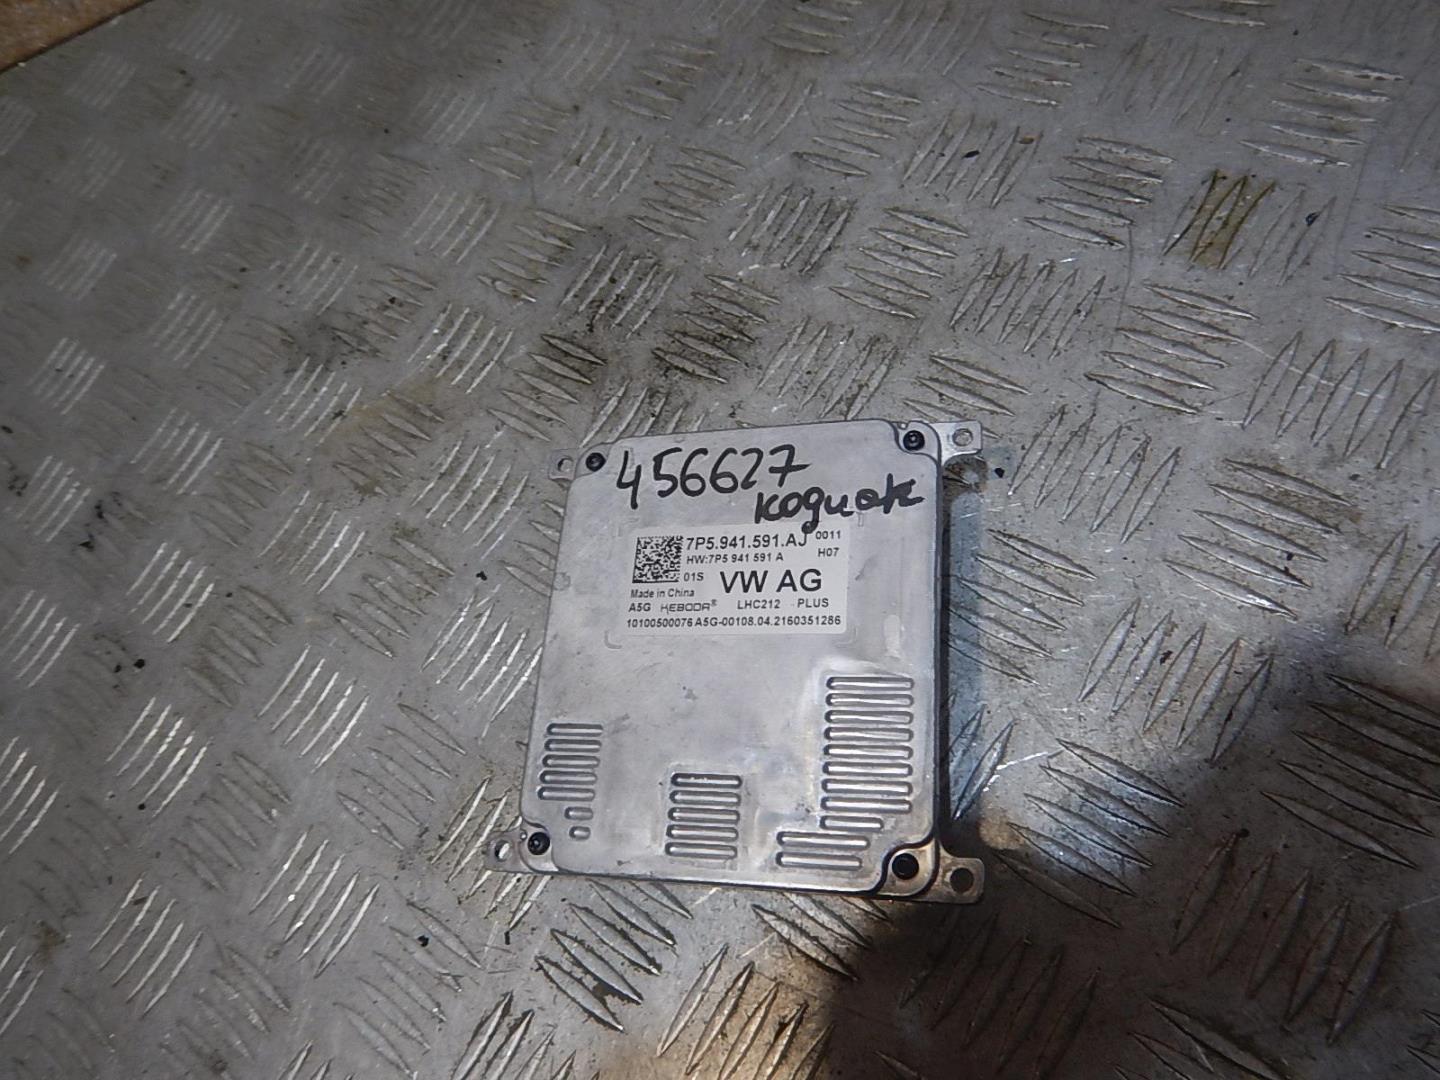 456627
кодиак
7P5.941.591.AJ 0011
HW:7P5 941 591 A H07
01S VW AG
Made in China
A5G KEBODA® LHC212 PLUS
10100500076 A5G-00108.04.2160351286